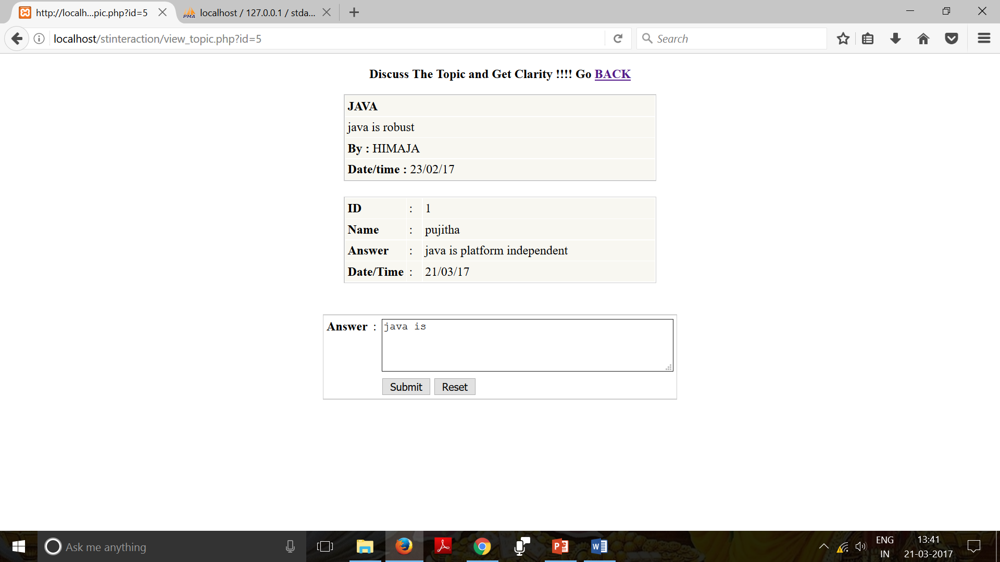 http://localh...pic.php?id=5
PMA localhost / 127.0.0.1 / stda...
localhost/stinteraction/view_topic.php?id=5
Search
Discuss The Topic and Get Clarity !!!! Go BACK
JAVA
java is robust
By : HIMAJA
Date/time : 23/02/17
ID : 1
Name : pujitha
Answer : java is platform independent
Date/Time : 21/03/17
Answer : java is
Submit Reset
Ask me anything
ENG 13:41
IN 21-03-2017